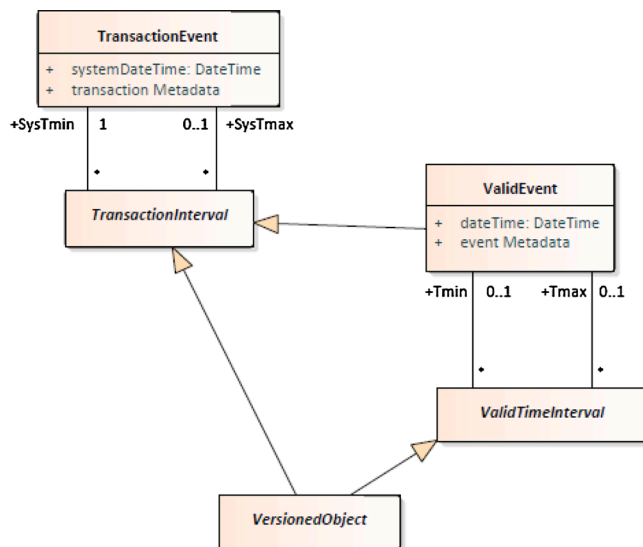 TransactionEvent
+ systemDateTime: DateTime
+ transaction Metadata
+SysTmin 1 0..1 +SysTmax
* *
TransactionInterval
ValidEvent
+ dateTime: DateTime
+ event Metadata
+Tmin 0..1 +Tmax 0..1
* *
ValidTimeInterval
VersionedObject